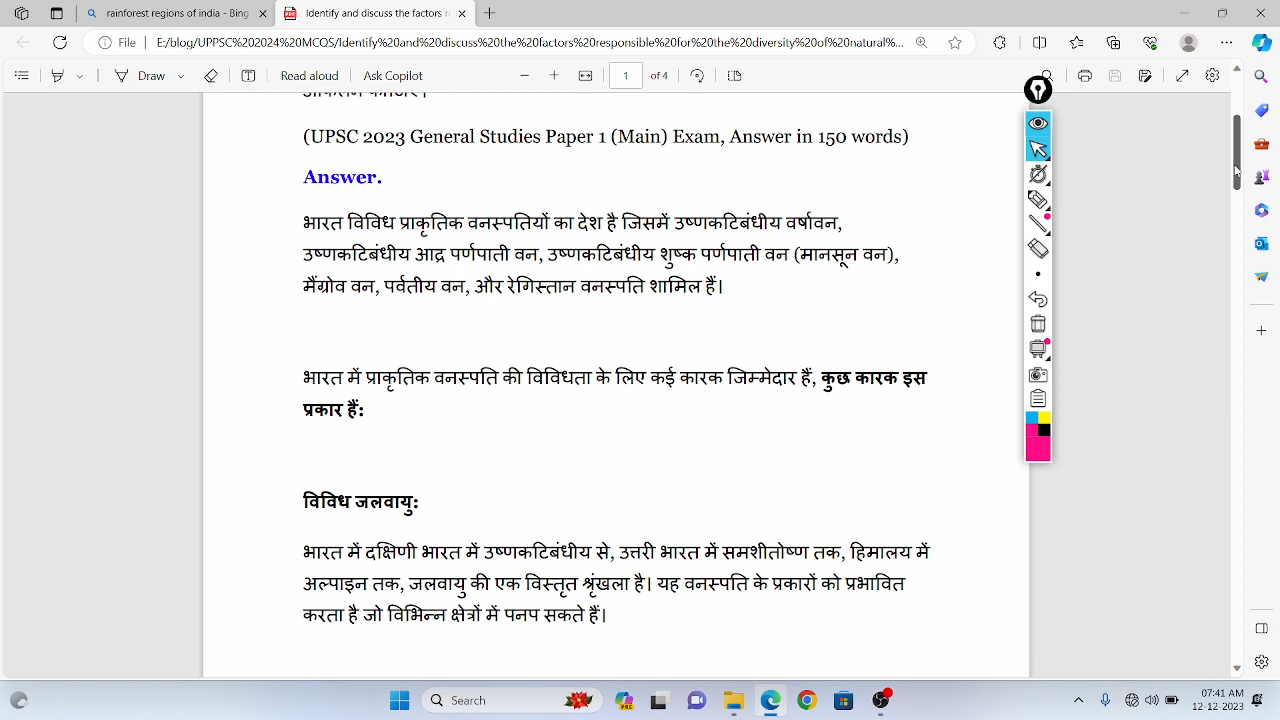 rainforest regions of india - Bing
Identify and discuss the factors r
File
E:/blog/UPPSC%202024%20MCQS/Identify%20and%20discuss%20the%20factors%20responsible%20for%20the%20diversity%20of%20natural%...
Draw
Read aloud
Ask Copilot
1
of 4
(UPSC 2023 General Studies Paper 1 (Main) Exam, Answer in 150 words)
Answer.
भारत विविध प्राकृतिक वनस्पतियों का देश है जिसमें उष्णकटिबंधीय वर्षावन,
उष्णकटिबंधीय आद्र पर्णपाती वन, उष्णकटिबंधीय शुष्क पर्णपाती वन (मानसून वन),
मैंग्रोव वन, पर्वतीय वन, और रेगिस्तान वनस्पति शामिल हैं।
भारत में प्राकृतिक वनस्पति की विविधता के लिए कई कारक जिम्मेदार हैं, कुछ कारक इस
प्रकार हैं:
विविध जलवायु:
भारत में दक्षिणी भारत में उष्णकटिबंधीय से, उत्तरी भारत में समशीतोष्ण तक, हिमालय में
अल्पाइन तक, जलवायु की एक विस्तृत श्रृंखला है। यह वनस्पति के प्रकारों को प्रभावित
करता है जो विभिन्न क्षेत्रों में पनप सकते हैं।
Search
07:41 AM
12-12-2023